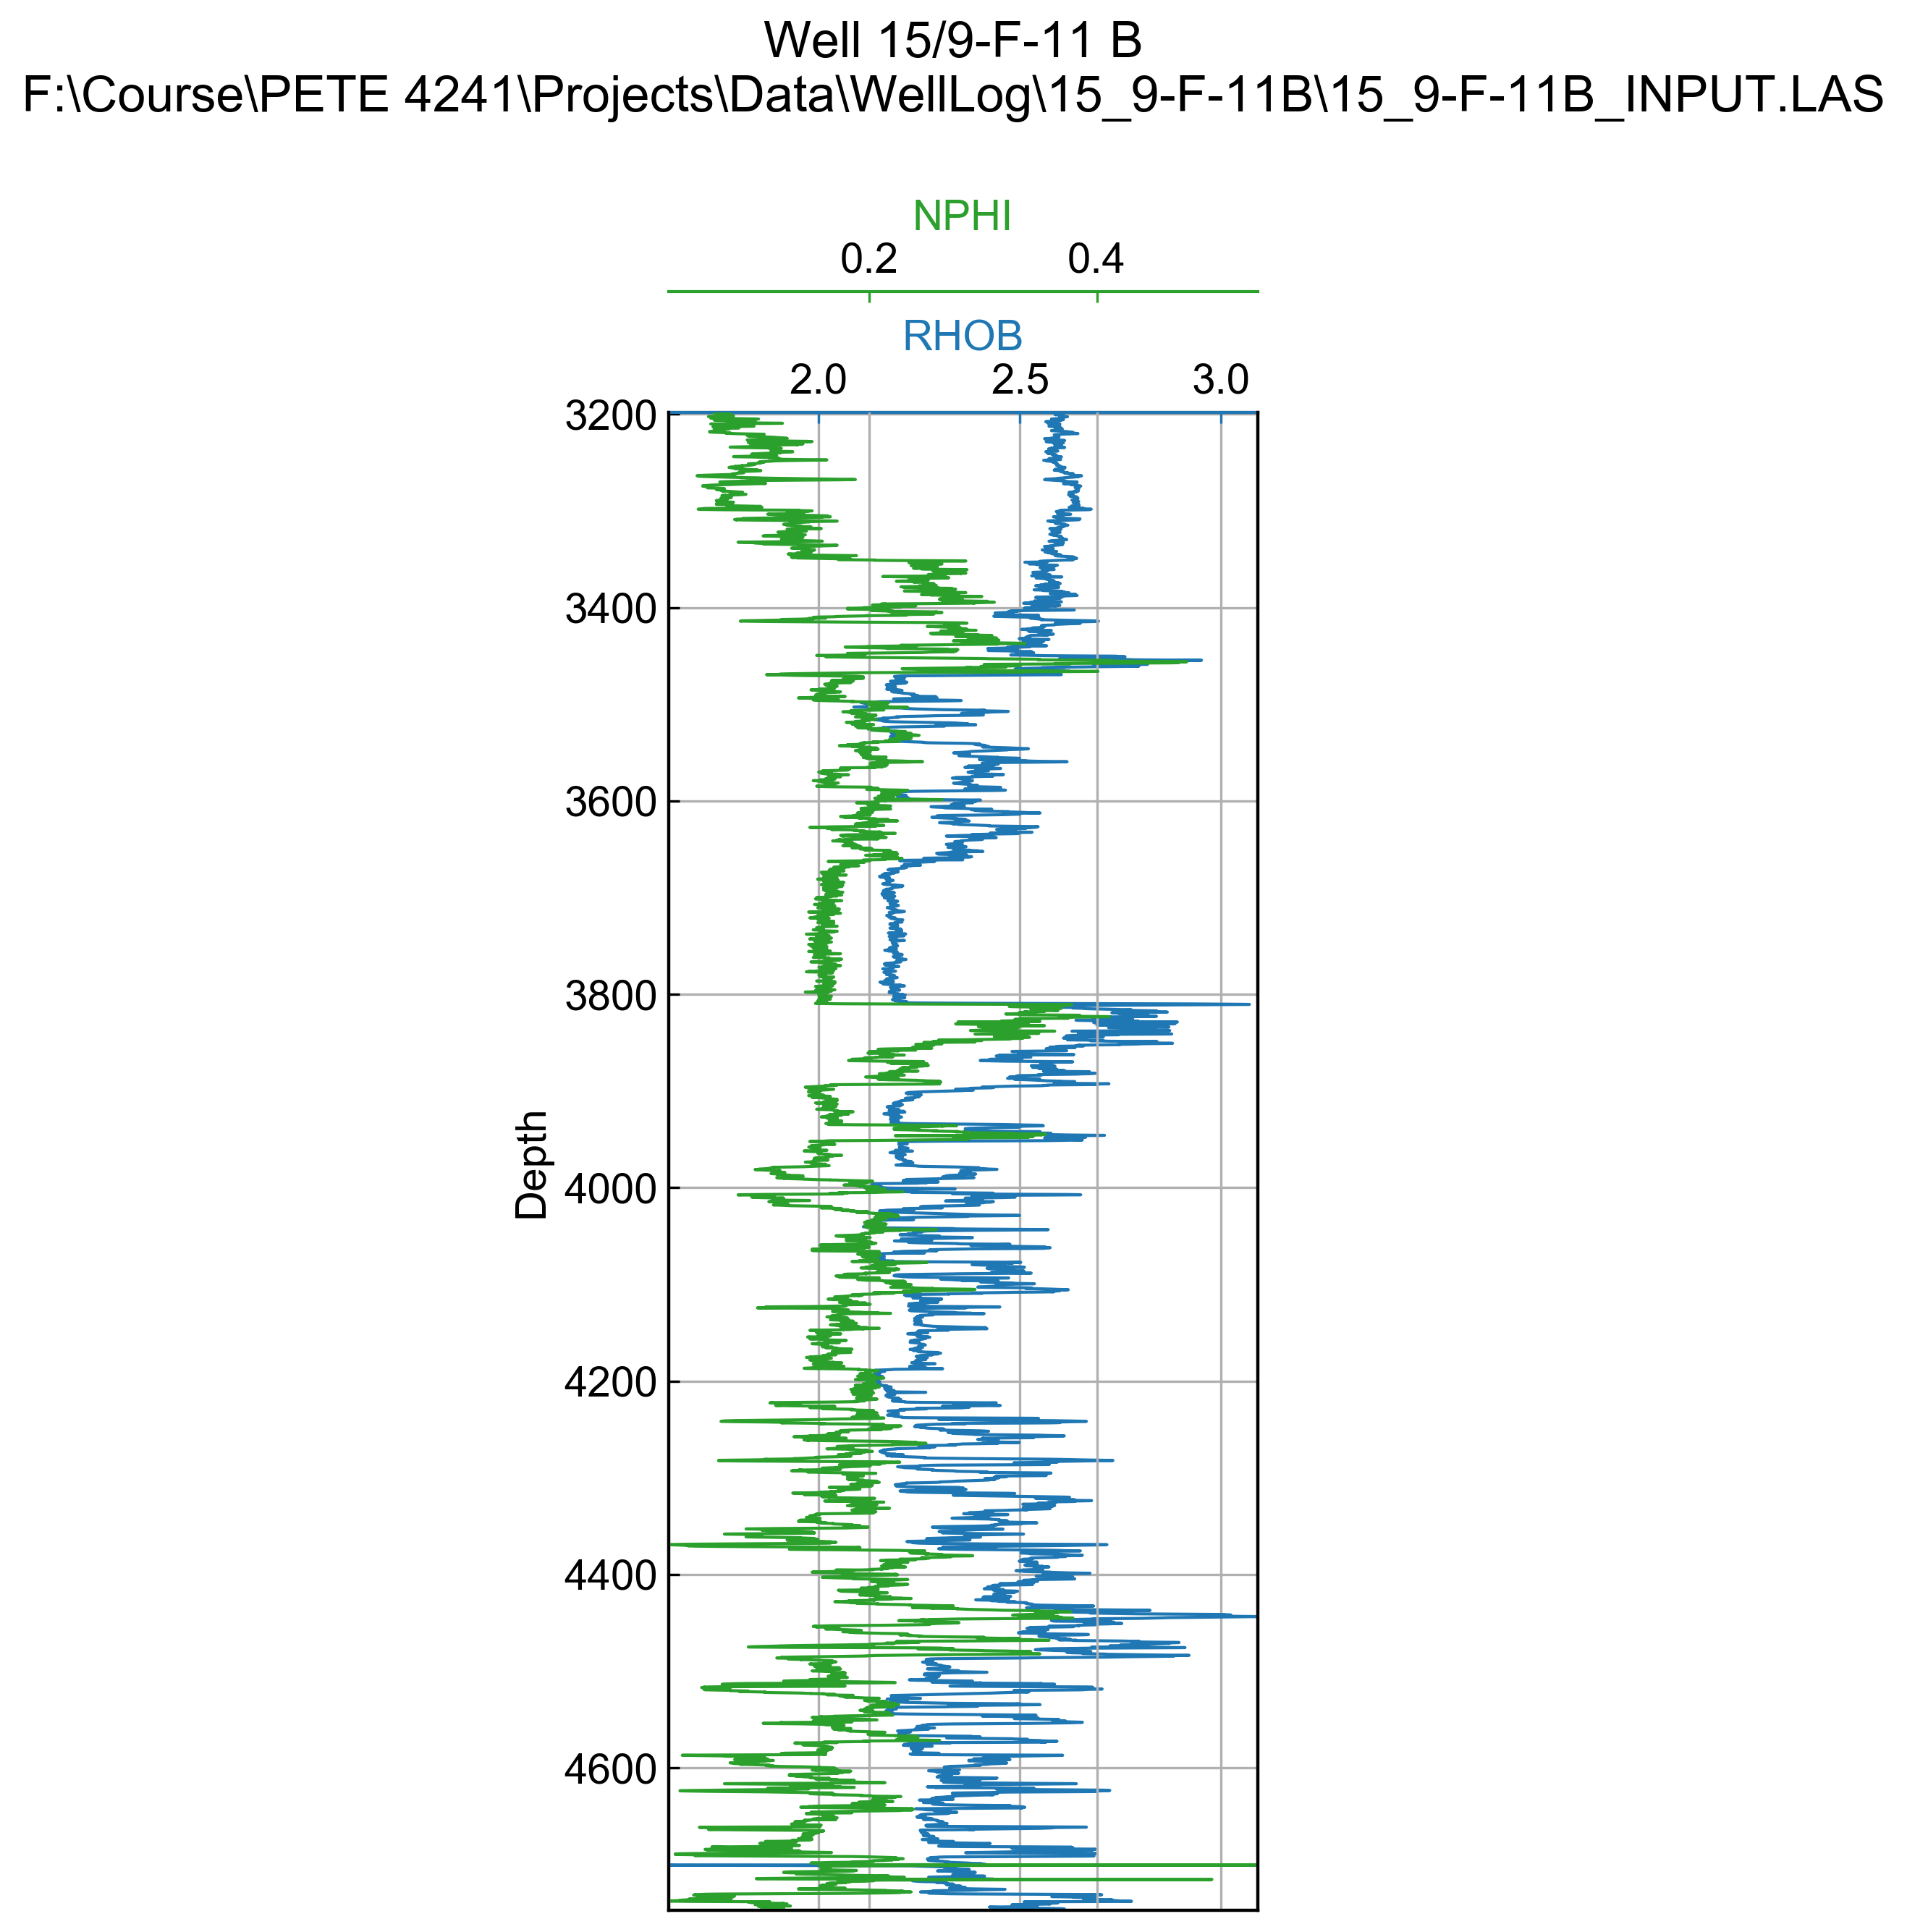 Well 15/9-F-11 B
F:\Course\PETE 4241\Projects\Data\WellLog\15_9-F-11B\15_9-F-11B_INPUT.LAS
NPHI
0.2 0.4
RHOB
2.0 2.5 3.0
3200
3400
3600
3800
Depth
4000
4200
4400
4600